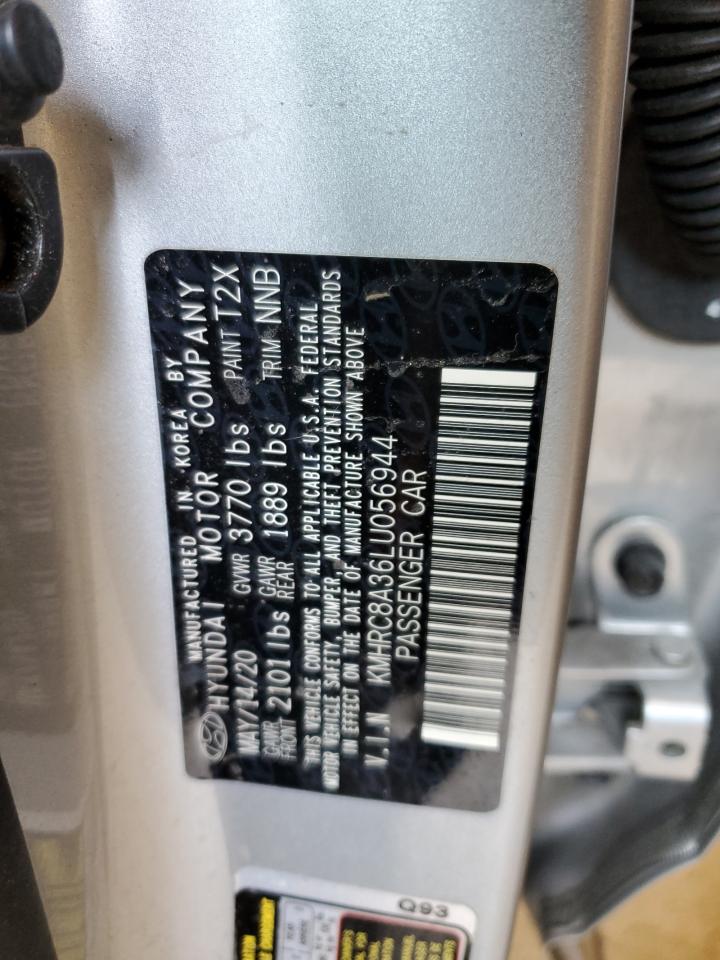 MANUFACTURED IN KOREA BY
HYUNDAI MOTOR COMPANY
MAY/14/20 GVWR 3770 lbs PAINT T2X
GAWR FRONT 2101 lbs GAWR REAR 1889 lbs TRIM NNB
THIS VEHICLE CONFORMS TO ALL APPLICABLE U.S.A. FEDERAL
MOTOR VEHICLE SAFETY, BUMPER, AND THEFT PREVENTION STANDARDS
IN EFFECT ON THE DATE OF MANUFACTURE SHOWN ABOVE
V.I.N KMHRC8A36LU056944
PASSENGER CAR
Q93